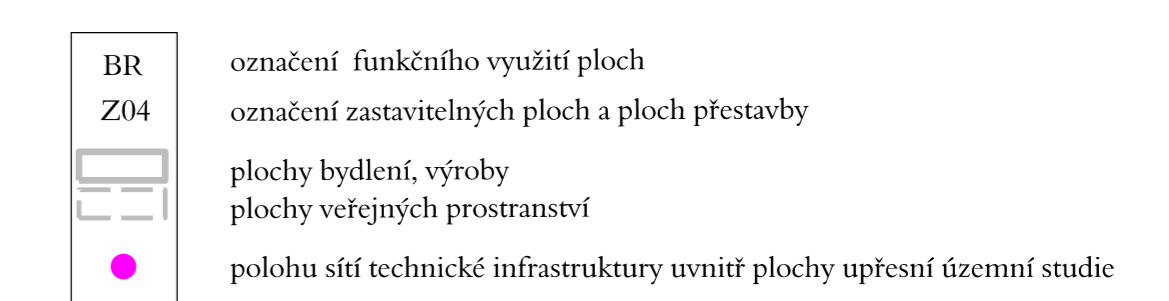 BR označení funkčního využití ploch
Z04 označení zastavitelných ploch a ploch přestavby
plochy bydlení, výroby
plochy veřejných prostranství
polohu sítí technické infrastruktury uvnitř plochy upřesní územní studie